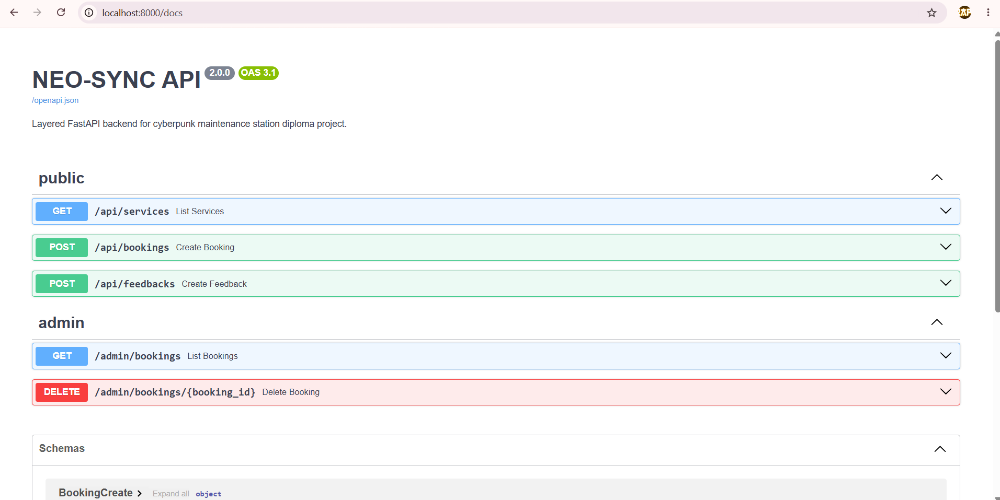 localhost:8000/docs
NEO-SYNC API 2.0.0 OAS 3.1
/openapi.json
Layered FastAPI backend for cyberpunk maintenance station diploma project.
public
GET /api/services List Services
POST /api/bookings Create Booking
POST /api/feedbacks Create Feedback
admin
GET /admin/bookings List Bookings
DELETE /admin/bookings/{booking_id} Delete Booking
Schemas
BookingCreate Expand all object